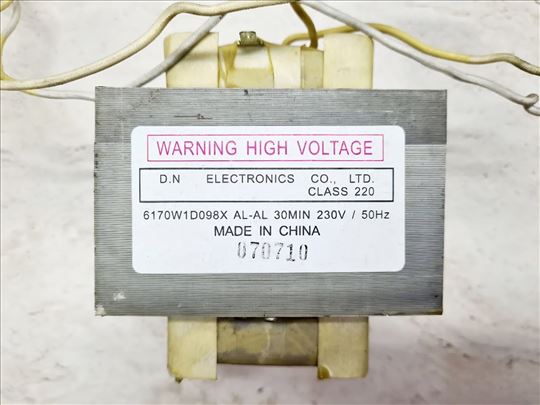 WARNING HIGH VOLTAGE
D.N ELECTRONICS CO., LTD.
CLASS 220
6170W1D098X AL-AL 30MIN 230V / 50Hz
MADE IN CHINA
070710